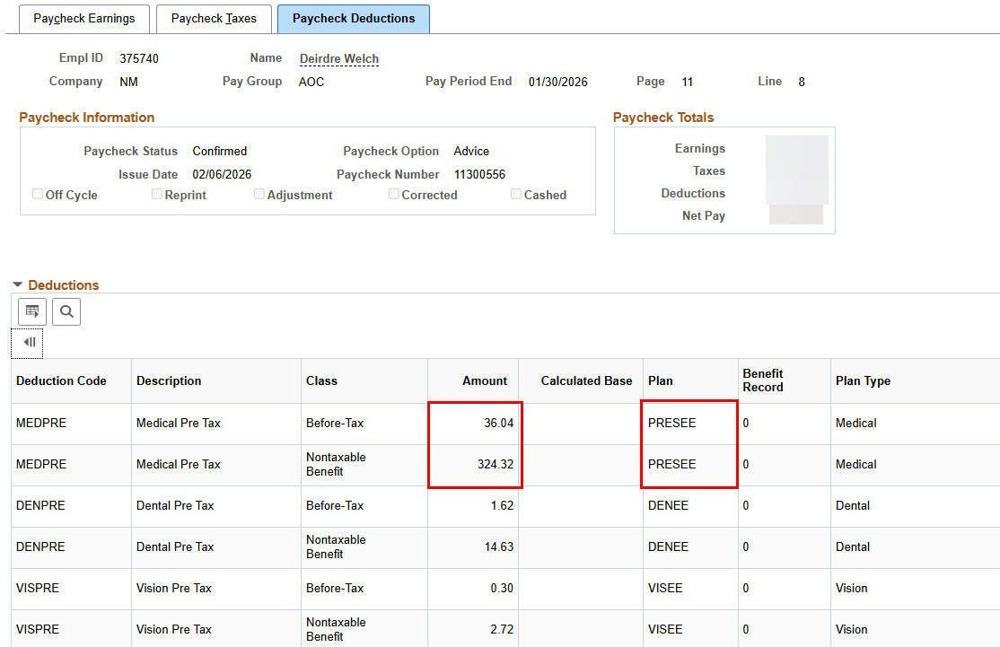 Paycheck Earnings Paycheck Taxes Paycheck Deductions
Empl ID 375740 Name Deirdre Welch
Company NM Pay Group AOC Pay Period End 01/30/2026 Page 11 Line 8
Paycheck Information Paycheck Totals
Paycheck Status Confirmed Paycheck Option Advice Earnings
Issue Date 02/06/2026 Paycheck Number 11300556 Taxes
Off Cycle Reprint Adjustment Corrected Cashed Deductions
Net Pay
Deductions
Deduction Code Description Class Amount Calculated Base Plan Benefit Record Plan Type
MEDPRE Medical Pre Tax Before-Tax 36.04 PRESEE 0 Medical
MEDPRE Medical Pre Tax Nontaxable Benefit 324.32 PRESEE 0 Medical
DENPRE Dental Pre Tax Before-Tax 1.62 DENEE 0 Dental
DENPRE Dental Pre Tax Nontaxable Benefit 14.63 DENEE 0 Dental
VISPRE Vision Pre Tax Before-Tax 0.30 VISEE 0 Vision
VISPRE Vision Pre Tax Nontaxable Benefit 2.72 VISEE 0 Vision